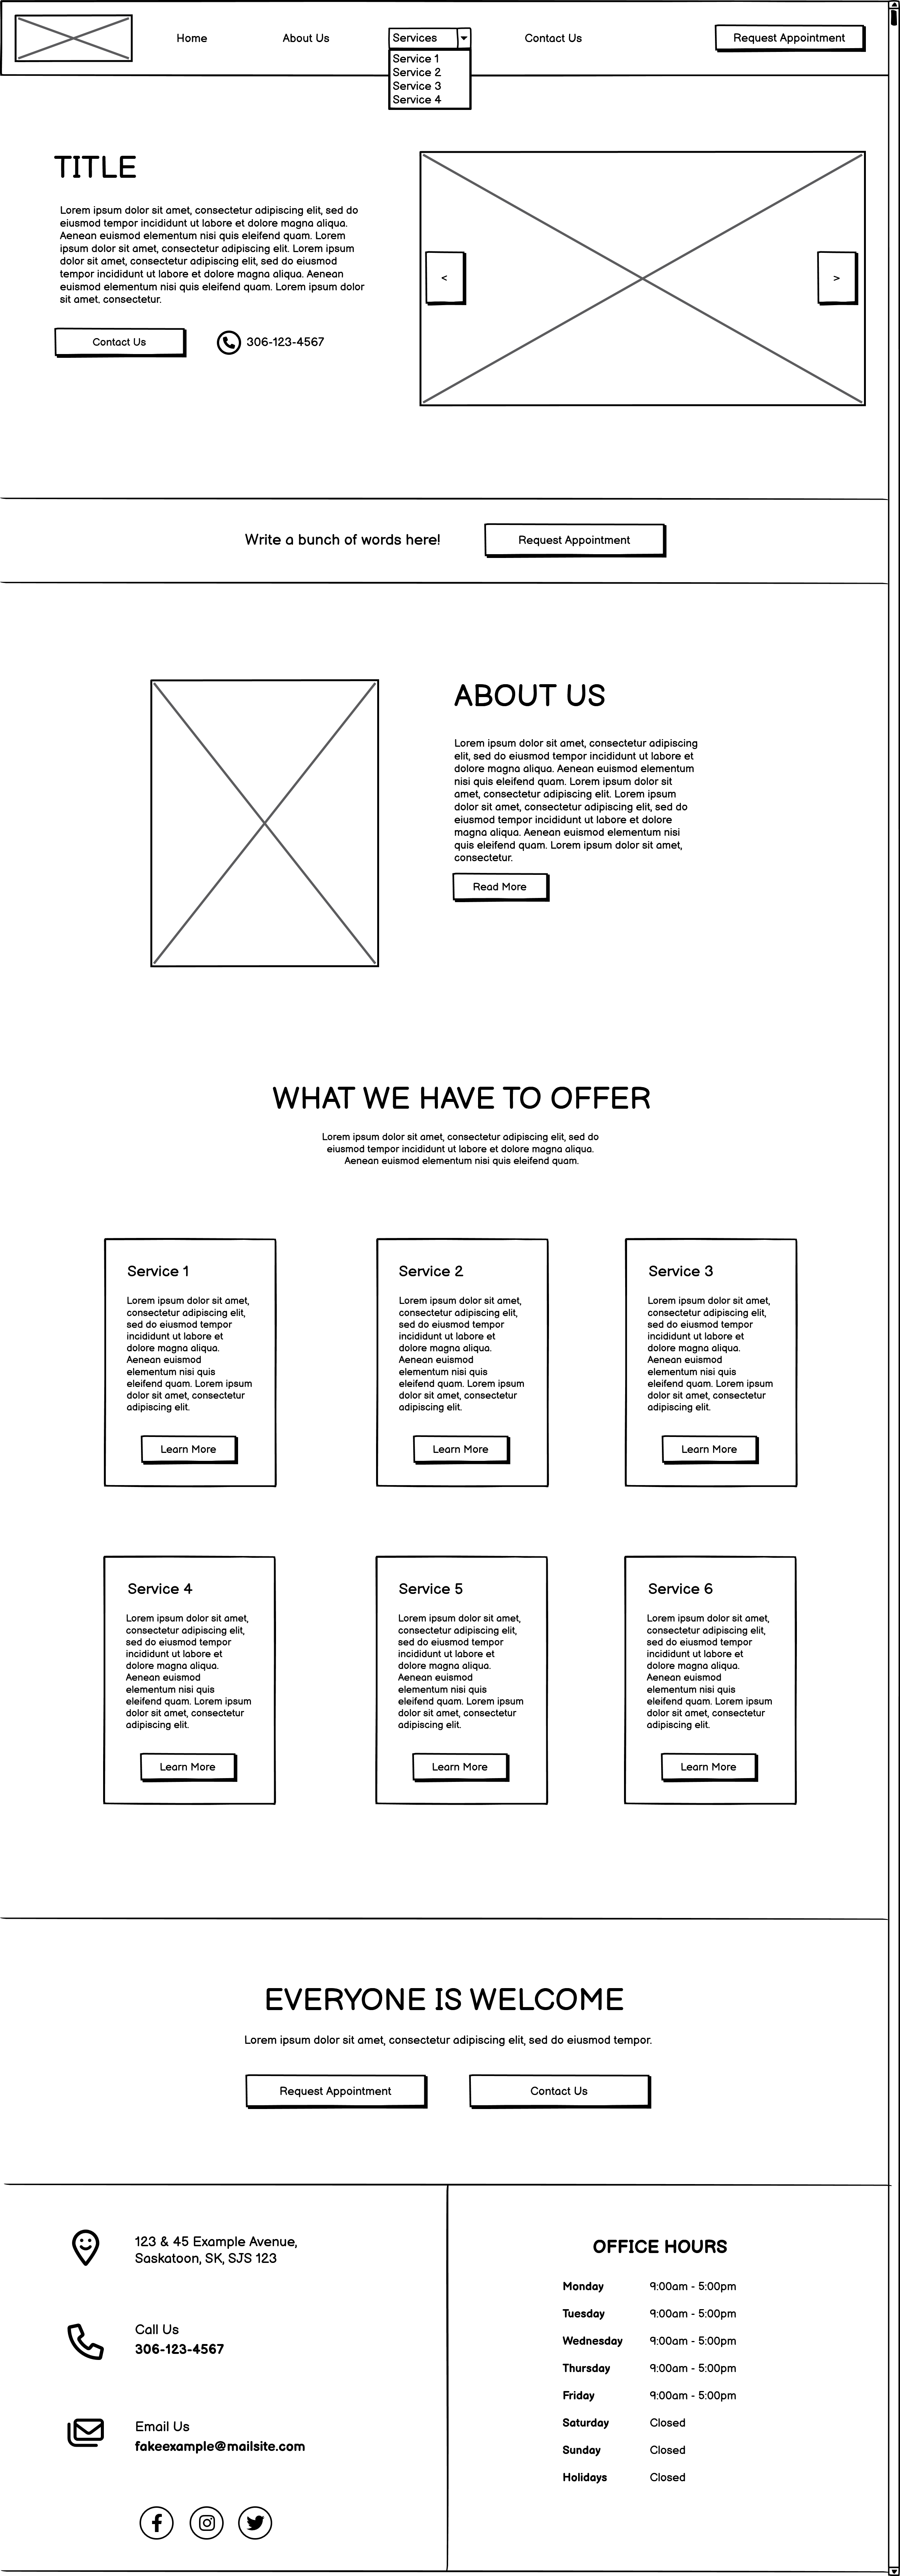 Home
About Us
Services
Contact Us
Request Appointment
Service 1
Service 2
Service 3
Service 4
TITLE
Lorem ipsum dolor sit amet, consectetur adipiscing elit, sed do
eiusmod tempor incididunt ut labore et dolore magna aliqua.
Aenean euismod elementum nisi quis eleifend quam. Lorem
ipsum dolor sit amet, consectetur adipiscing elit. Lorem ipsum
dolor sit amet, consectetur adipiscing elit, sed do eiusmod
tempor incididunt ut labore et dolore magna aliqua. Aenean
euismod elementum nisi quis eleifend quam. Lorem ipsum dolor
sit amet, consectetur.
Contact Us
306-123-4567
<
>
Write a bunch of words here!
Request Appointment
ABOUT US
Lorem ipsum dolor sit amet, consectetur adipiscing
elit, sed do eiusmod tempor incididunt ut labore et
dolore magna aliqua. Aenean euismod elementum
nisi quis eleifend quam. Lorem ipsum dolor sit
amet, consectetur adipiscing elit. Lorem ipsum
dolor sit amet, consectetur adipiscing elit, sed do
eiusmod tempor incididunt ut labore et dolore
magna aliqua. Aenean euismod elementum nisi
quis eleifend quam. Lorem ipsum dolor sit amet,
consectetur.
Read More
WHAT WE HAVE TO OFFER
Lorem ipsum dolor sit amet, consectetur adipiscing elit, sed do
eiusmod tempor incididunt ut labore et dolore magna aliqua.
Aenean euismod elementum nisi quis eleifend quam.
Service 1
Lorem ipsum dolor sit amet,
consectetur adipiscing elit,
sed do eiusmod tempor
incididunt ut labore et
dolore magna aliqua.
Aenean euismod
elementum nisi quis
eleifend quam. Lorem ipsum
dolor sit amet, consectetur
adipiscing elit.
Learn More
Service 2
Lorem ipsum dolor sit amet,
consectetur adipiscing elit,
sed do eiusmod tempor
incididunt ut labore et
dolore magna aliqua.
Aenean euismod
elementum nisi quis
eleifend quam. Lorem ipsum
dolor sit amet, consectetur
adipiscing elit.
Learn More
Service 3
Lorem ipsum dolor sit amet,
consectetur adipiscing elit,
sed do eiusmod tempor
incididunt ut labore et
dolore magna aliqua.
Aenean euismod
elementum nisi quis
eleifend quam. Lorem ipsum
dolor sit amet, consectetur
adipiscing elit.
Learn More
Service 4
Lorem ipsum dolor sit amet,
consectetur adipiscing elit,
sed do eiusmod tempor
incididunt ut labore et
dolore magna aliqua.
Aenean euismod
elementum nisi quis
eleifend quam. Lorem ipsum
dolor sit amet, consectetur
adipiscing elit.
Learn More
Service 5
Lorem ipsum dolor sit amet,
consectetur adipiscing elit,
sed do eiusmod tempor
incididunt ut labore et
dolore magna aliqua.
Aenean euismod
elementum nisi quis
eleifend quam. Lorem ipsum
dolor sit amet, consectetur
adipiscing elit.
Learn More
Service 6
Lorem ipsum dolor sit amet,
consectetur adipiscing elit,
sed do eiusmod tempor
incididunt ut labore et
dolore magna aliqua.
Aenean euismod
elementum nisi quis
eleifend quam. Lorem ipsum
dolor sit amet, consectetur
adipiscing elit.
Learn More
EVERYONE IS WELCOME
Lorem ipsum dolor sit amet, consectetur adipiscing elit, sed do eiusmod tempor.
Request Appointment
Contact Us
123 & 45 Example Avenue,
Saskatoon, SK, SJS 123
Call Us
306-123-4567
Email Us
fakeexample@mailsite.com
OFFICE HOURS
Monday 9:00am - 5:00pm
Tuesday 9:00am - 5:00pm
Wednesday 9:00am - 5:00pm
Thursday 9:00am - 5:00pm
Friday 9:00am - 5:00pm
Saturday Closed
Sunday Closed
Holidays Closed